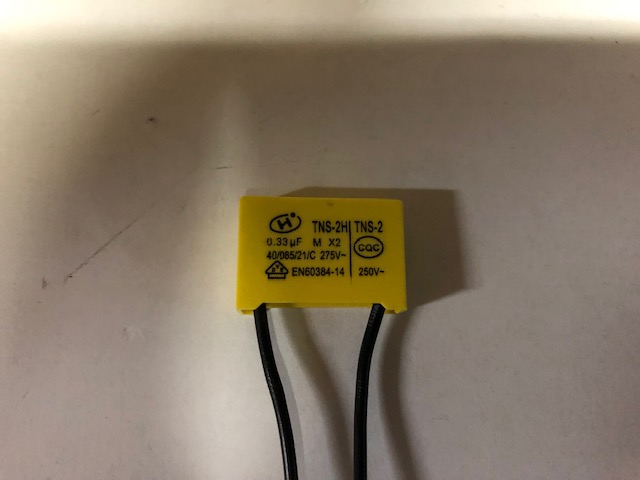 H
TNS-2H TNS-2
0.33µF M X2
CQC
40/085/21/C 275V~
EN60384-14 250V~